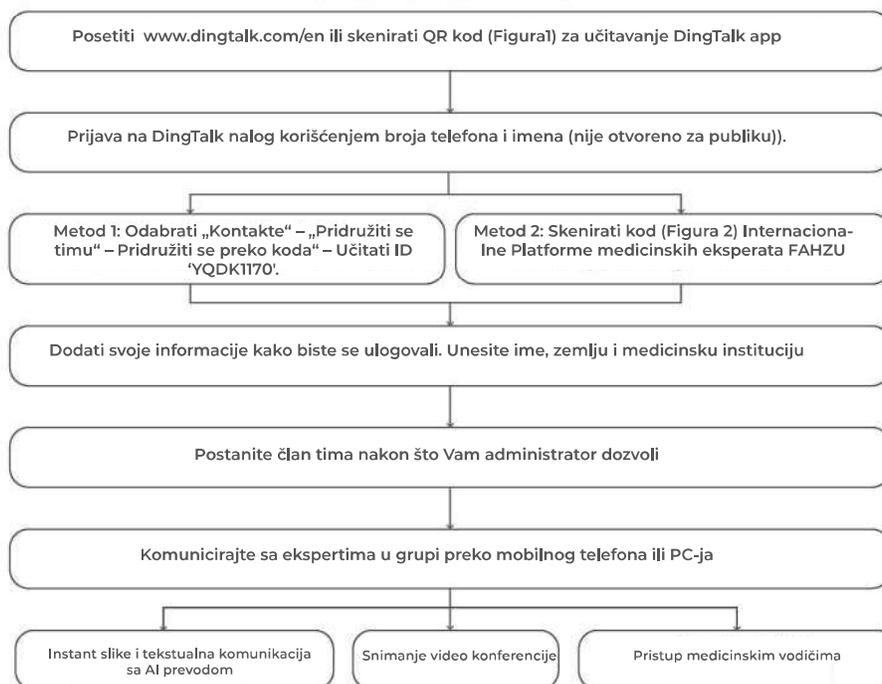 Posetiti www.dingtalk.com/en ili skenirati QR kod (Figura1) za učitavanje DingTalk app
Prijava na DingTalk nalog korišćenjem broja telefona i imena (nije otvoreno za publiku)).
Metod 1: Odabrati „Kontakte“ – „Pridružiti se
timu“ – Pridružiti se preko koda“ – Učitati ID
‘YQDK1170’.
Metod 2: Skenirati kod (Figura 2) Internaciona-
lne Platforme medicinskih eksperata FAHZU
Dodati svoje informacije kako biste se ulogovali. Unesite ime, zemlju i medicinsku instituciju
Postanite član tima nakon što Vam administrator dozvoli
Komunicirajte sa ekspertima u grupi preko mobilnog telefona ili PC-ja
Instant slike i tekstualna komunikacija
sa AI prevodom
Snimanje video konferencije
Pristup medicinskim vodičima